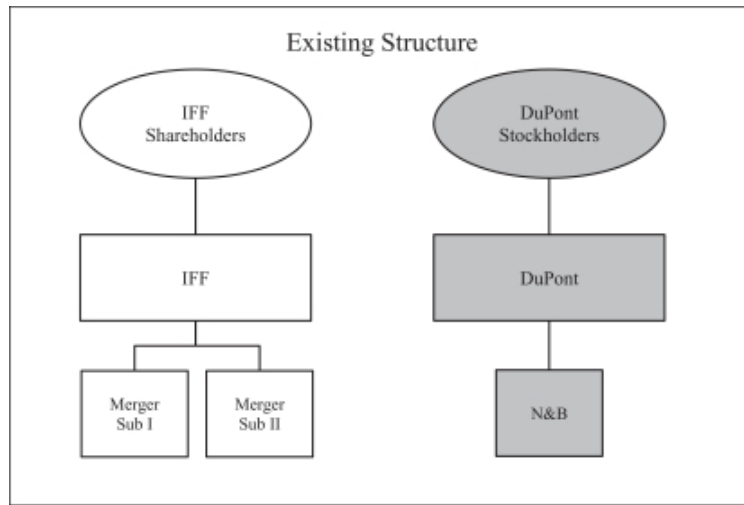 Existing Structure
IFF
Shareholders
DuPont
Stockholders
IFF
DuPont
Merger
Sub I
Merger
Sub II
N&B